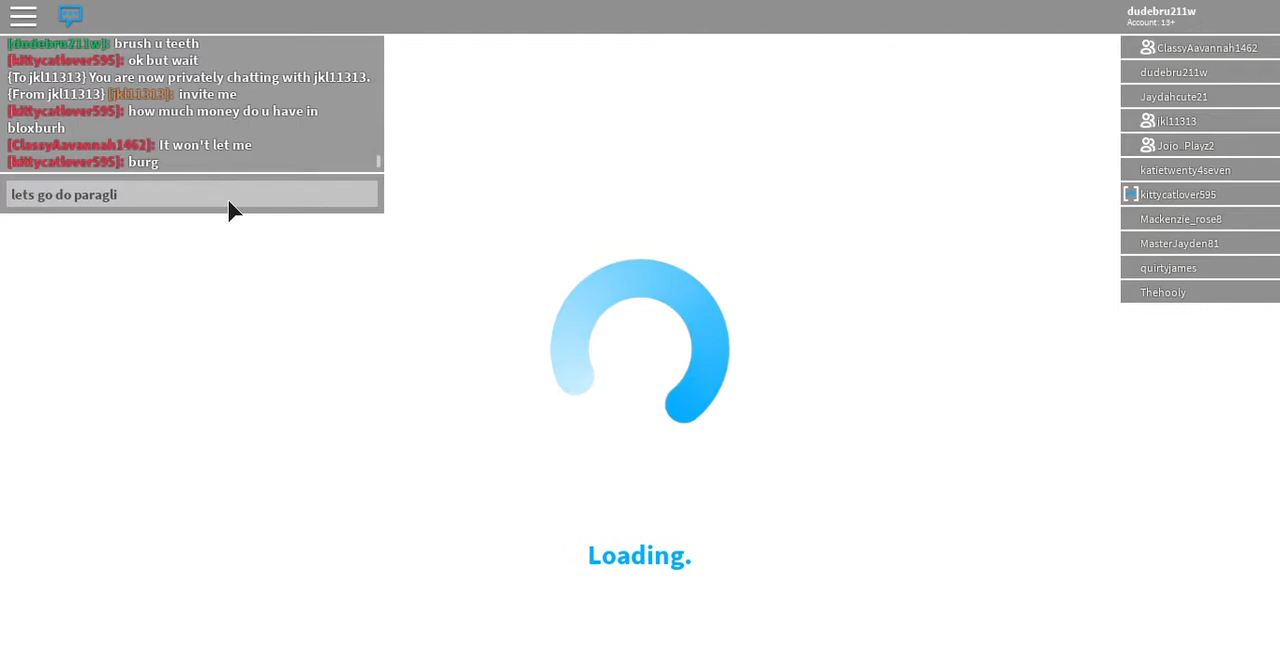 dudebru211w
Account: 13+
[dudebru211w]: brush u teeth
[kittycatlover595]: ok but wait
{To jkl11313} You are now privately chatting with jkl11313.
{From jkl11313} [jkl11313]: invite me
[kittycatlover595]: how much money do u have in
bloxburh
[ClassyAavannah1462]: It won't let me
[kittycatlover595]: burg
lets go do paragli
ClassyAavannah1462
dudebru211w
Jaydahcute21
jkl11313
Jojo_Playz2
katietwenty4seven
kittycatlover595
Mackenzie_rose8
MasterJayden81
quirtyjames
Thehooly
Loading.